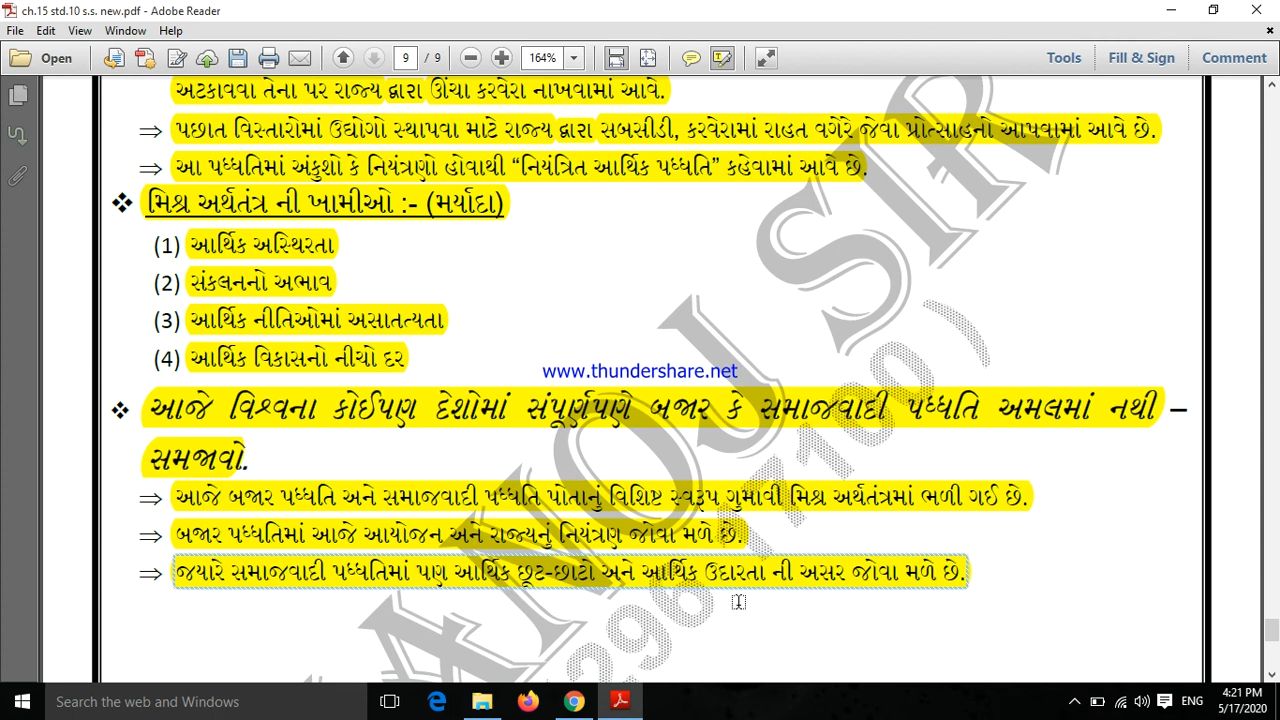 ch.15 std.10 s.s. new.pdf - Adobe Reader
File Edit View Window Help
Open 9 / 9 164% Tools Fill & Sign Comment
અટકાવવા તેના પર રાજ્ય દ્વારા ઊંચા કરવેરા નાખવામાં આવે.
⇒ પછાત વિસ્તારોમાં ઉદ્યોગો સ્થાપવા માટે રાજ્ય દ્વારા સબસીડી, કરવેરામાં રાહત વગેરે જેવા પ્રોત્સાહનો આપવામાં આવે છે.
⇒ આ પધ્ધતિમાં અંકુશો કે નિયંત્રણો હોવાથી “નિયંત્રિત આર્થિક પધ્ધતિ” કહેવામાં આવે છે.
❖ મિશ્ર અર્થતંત્ર ની ખામીઓ :- (મર્યાદા)
(1) આર્થિક અસ્થિરતા
(2) સંકલનનો અભાવ
(3) આર્થિક નીતિઓમાં અસાતત્યતા
(4) આર્થિક વિકાસનો નીચો દર
www.thundershare.net
❖ આજે વિશ્વના કોઈપણ દેશોમાં સંપૂર્ણપણે બજાર કે સમાજવાદી પધ્ધતિ અમલમાં નથી –
સમજાવો.
⇒ આજે બજાર પધ્ધતિ અને સમાજવાદી પધ્ધતિ પોતાનું વિશિષ્ટ સ્વરૂપ ગુમાવી મિશ્ર અર્થતંત્રમાં ભળી ગઈ છે.
⇒ બજાર પધ્ધતિમાં આજે આયોજન અને રાજ્યનું નિયંત્રણ જોવા મળે છે.
⇒ જયારે સમાજવાદી પધ્ધતિમાં પણ આર્થિક છૂટ-છાટો અને આર્થિક ઉદારતા ની અસર જોવા મળે છે.
ANOJ SIR
29617100 )
Search the web and Windows
ENG
4:21 PM
5/17/2020